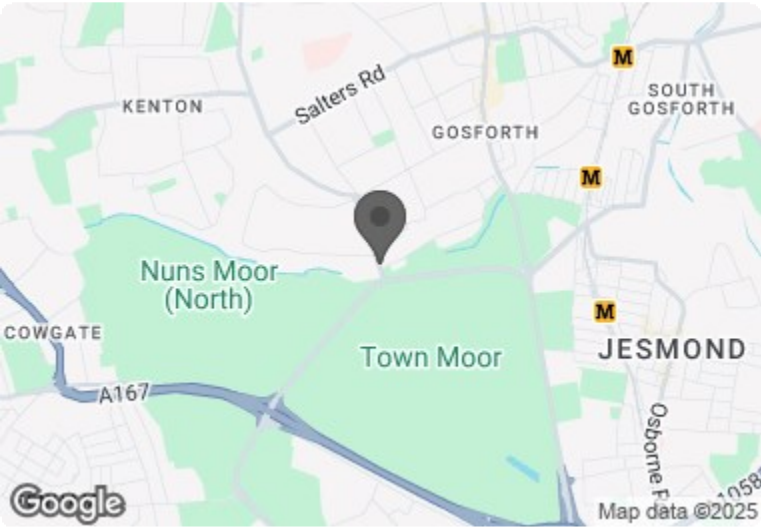 M
Salters Rd
KENTON
SOUTH
GOSFORTH
GOSFORTH
M
Nuns Moor
(North)
M
COWGATE
Town Moor
JESMOND
A167
Osborne R
1058
Google
Map data ©2025